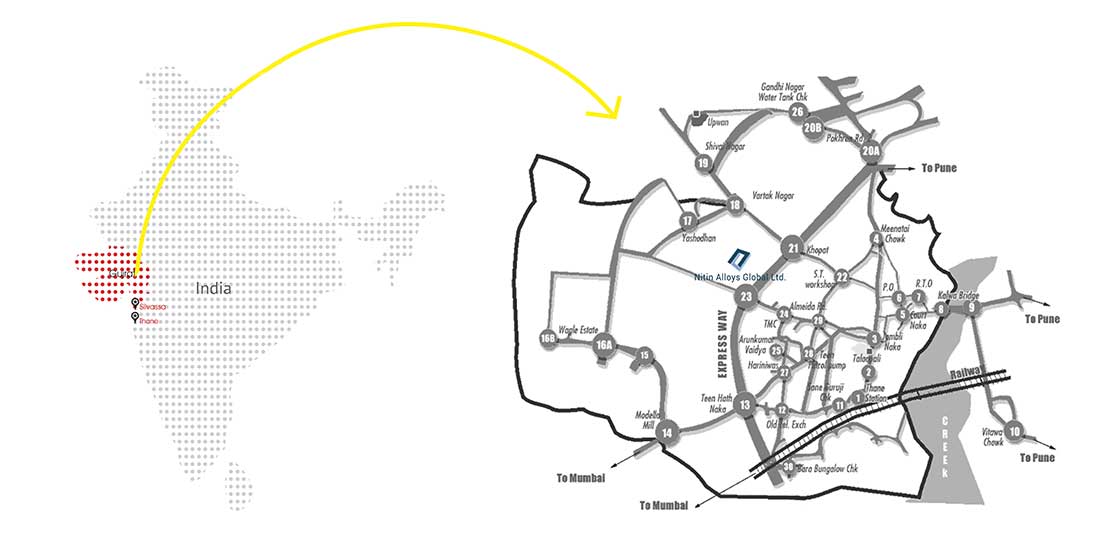 Gujrat
India
Silvassa
Thane
Gandhi Nagar
Water Tank Chk
26
20B
Upwan
Pokhran Rd
20A
To Pune
Shivai Nagar
19
18
Vartak Nagar
17
Yashodhan
Meenatai
Chowk
4
21
Khopat
Nitin Alloys Global Ltd.
S.T.
workshop
22
23
P.O
R.T.O
6
7
Kalwa Bridge
8
9
To Pune
Almeida Rd.
24
TMC
5
Court
Naka
EXPRESS WAY
Wagle Estate
16B
16A
15
Arunkumar
Vaidya
25
28
Teen
Petrol pump
3
Jambli
Naka
Talaopali
2
Hariniwas
27
Railway
Sane Guruji
Chk
Thane
Station
1
11
Teen Hath
Naka
13
12
Old Tel. Exch
Modella
Mill
14
CREEK
Vitawa
Chowk
10
To Pune
To Mumbai
30
Bara Bungalow Chk
To Mumbai